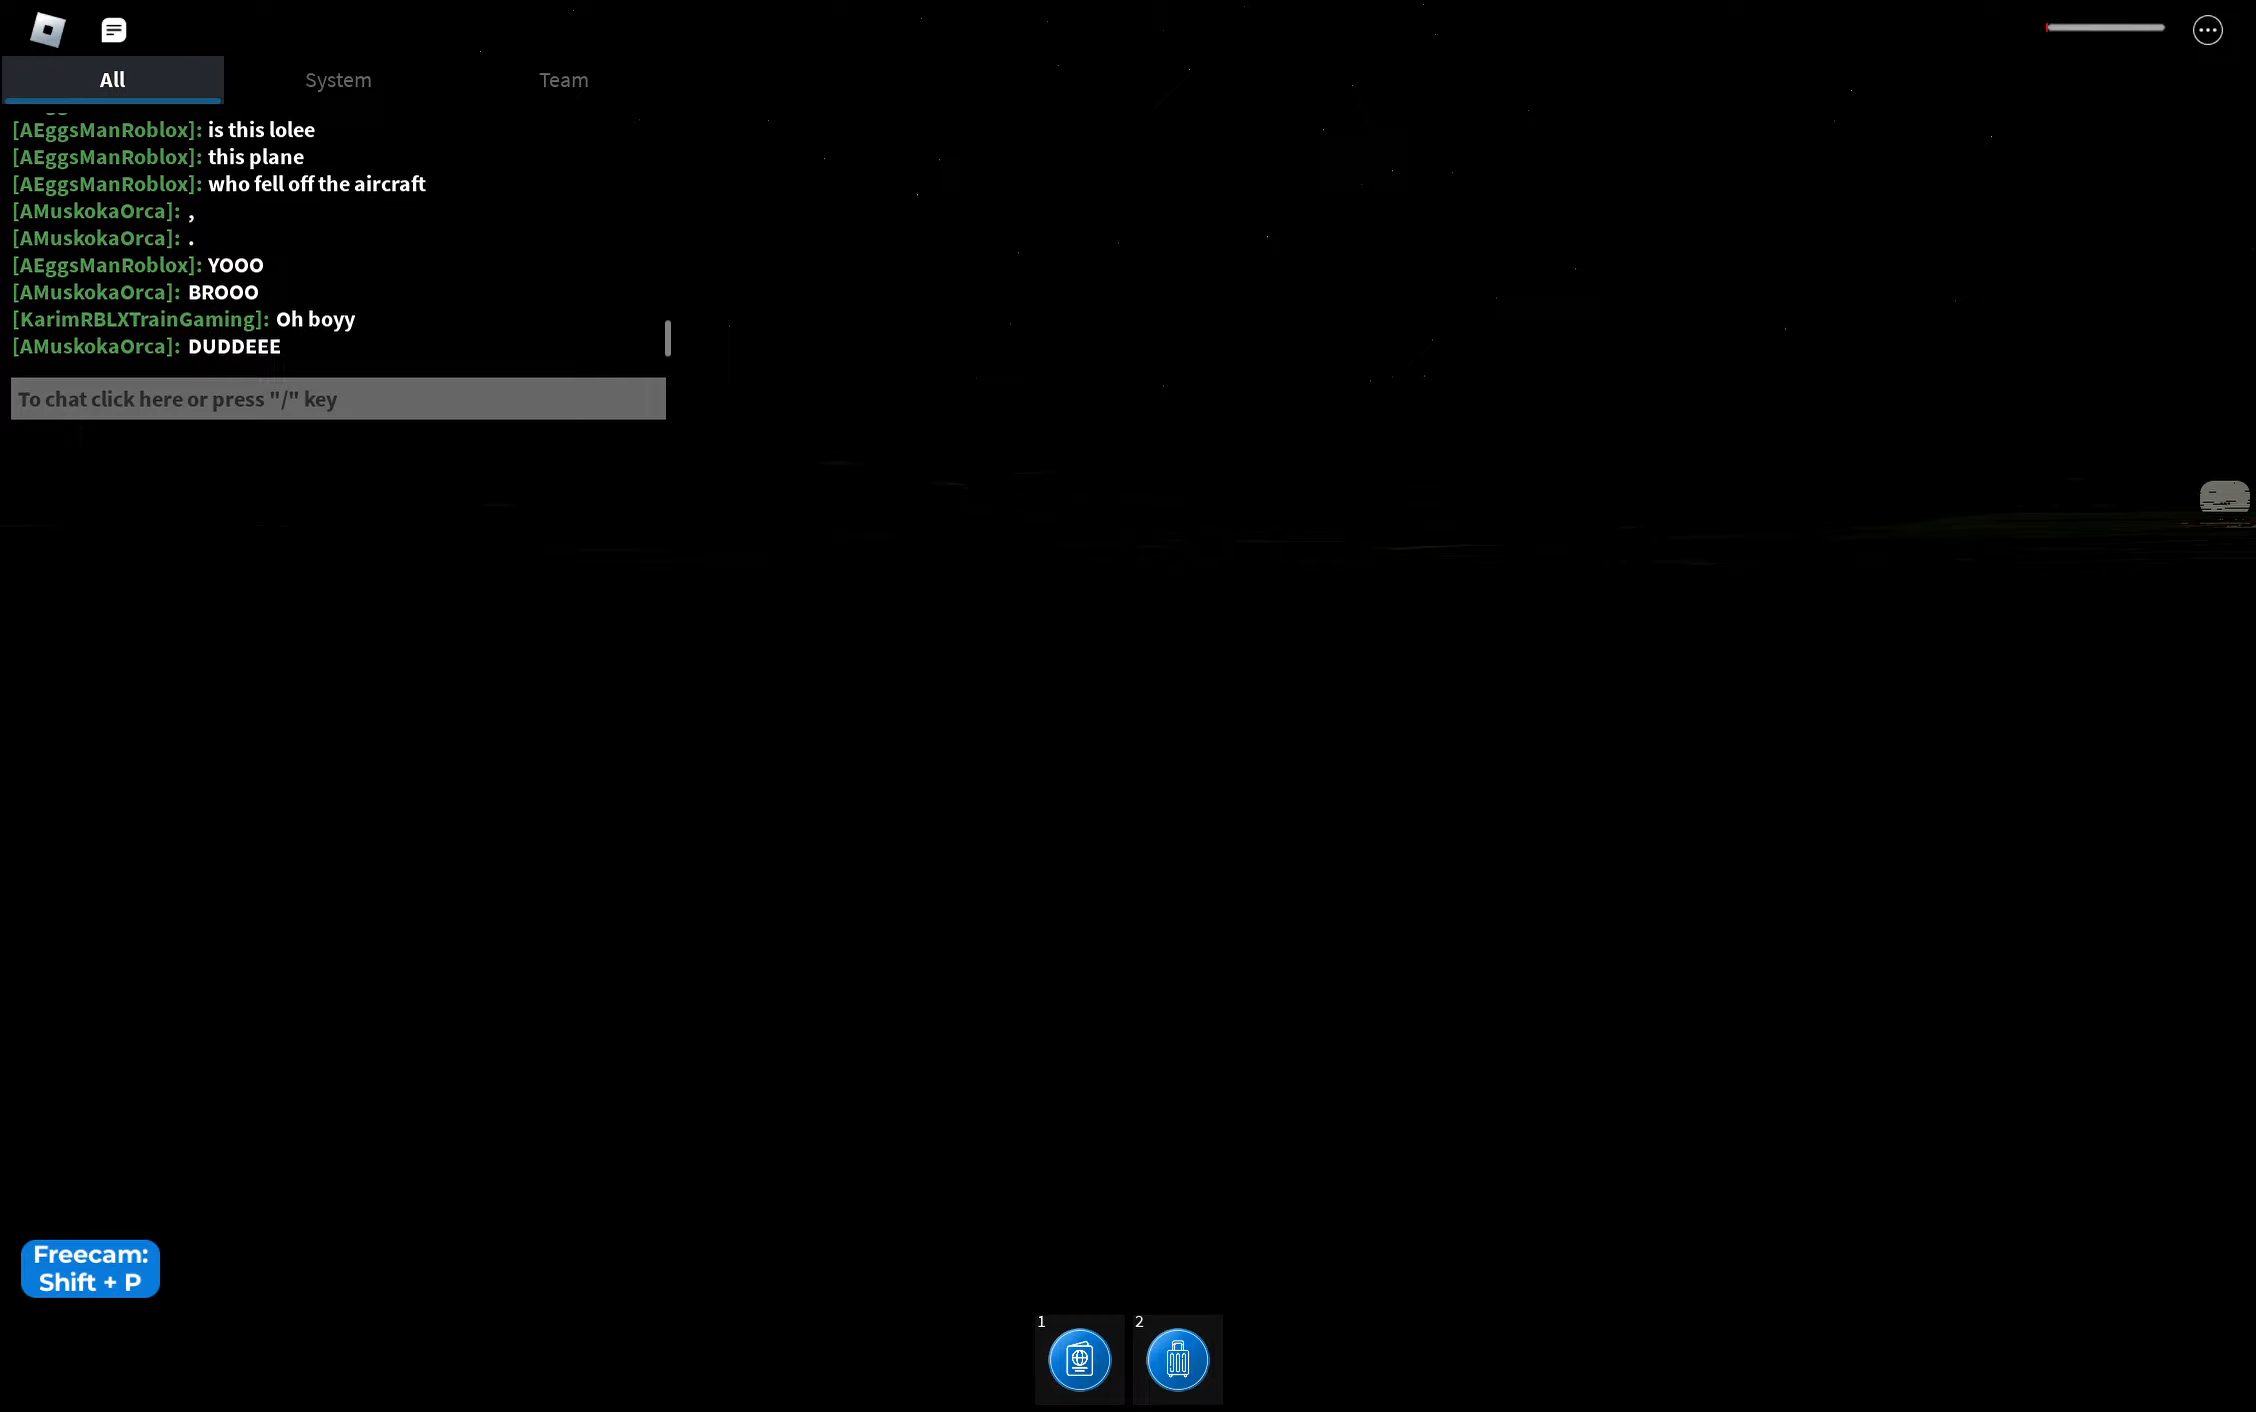 All
System
Team
[AEggsManRoblox]: is this lolee
[AEggsManRoblox]: this plane
[AEggsManRoblox]: who fell off the aircraft
[AMuskokaOrca]: ,
[AMuskokaOrca]: .
[AEggsManRoblox]: YOOO
[AMuskokaOrca]: BROOO
[KarimRBLXTrainGaming]: Oh boyy
[AMuskokaOrca]: DUDDEEE
To chat click here or press "/" key
Freecam:
Shift + P
1
2